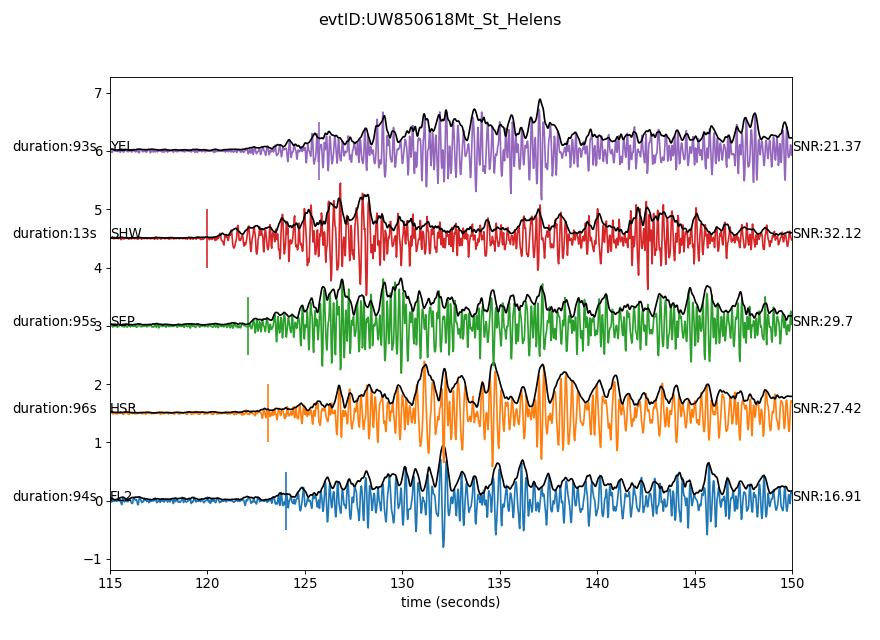 evtID:UW850618Mt_St_Helens
7
duration:93s 6 YEL SNR:21.37
5
duration:13s SHW SNR:32.12
4
duration:95s 3 SEP SNR:29.7
2
duration:96s HSR SNR:27.42
1
duration:94s 0 EL2 SNR:16.91
−1
115 120 125 130 135 140 145 150
time (seconds)